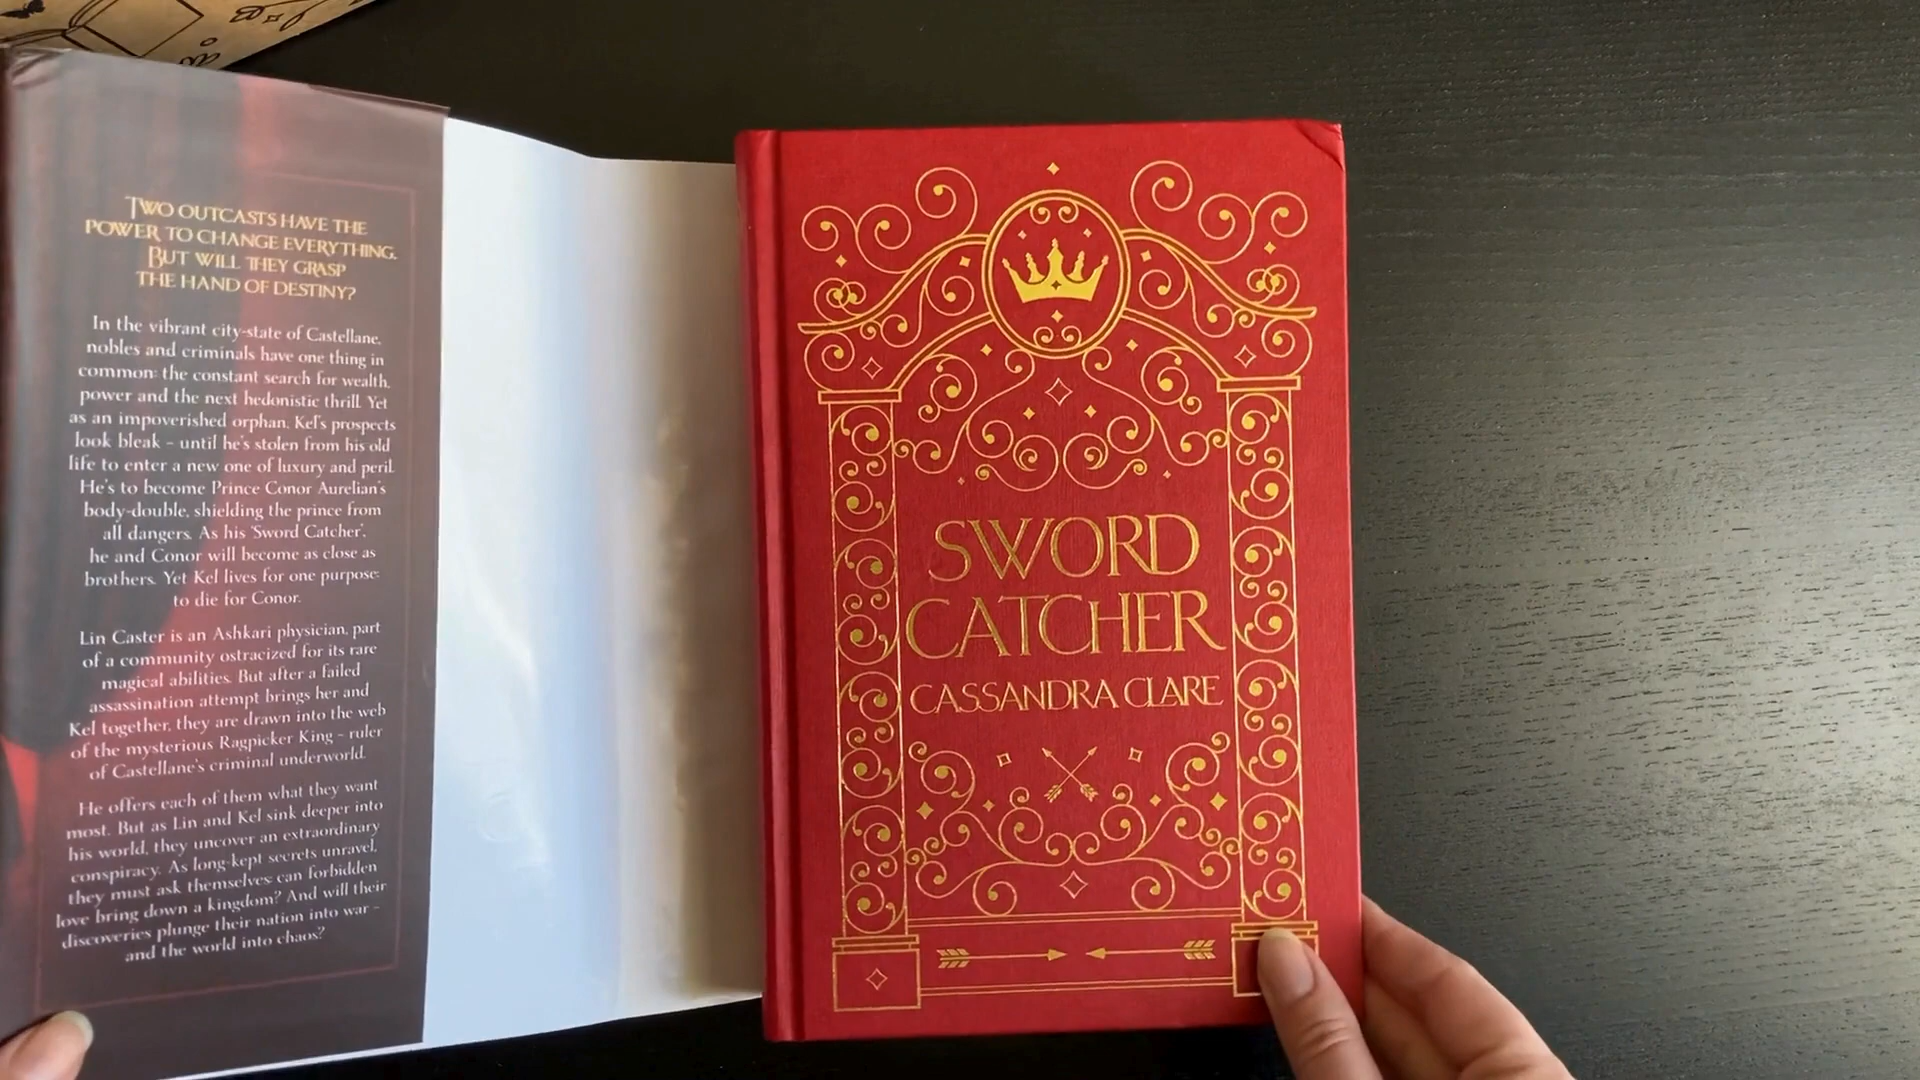 TWO OUTCASTS HAVE THE
POWER TO CHANGE EVERYTHING.
BUT WILL THEY GRASP
THE HAND OF DESTINY?
In the vibrant city-state of Castellane,
nobles and criminals have one thing in
common: the constant search for wealth,
power and the next hedonistic thrill. Yet
as an impoverished orphan, Kel's prospects
look bleak – until he's stolen from his old
life to enter a new one of luxury and peril.
He's to become Prince Conor Aurelian's
body-double, shielding the prince from
all dangers. As his 'Sword Catcher',
he and Conor will become as close as
brothers. Yet Kel lives for one purpose:
to die for Conor.
Lin Caster is an Ashkari physician, part
of a community ostracized for its rare
magical abilities. But after a failed
assassination attempt brings her and
Kel together, they are drawn into the web
of the mysterious Ragpicker King – ruler
of Castellane's criminal underworld.
He offers each of them what they want
most. But as Lin and Kel sink deeper into
his world, they uncover an extraordinary
conspiracy. As long-kept secrets unravel,
they must ask themselves: can forbidden
love bring down a kingdom? And will their
discoveries plunge their nation into war –
and the world into chaos?
SWORD
CATCHER
CASSANDRA CLARE